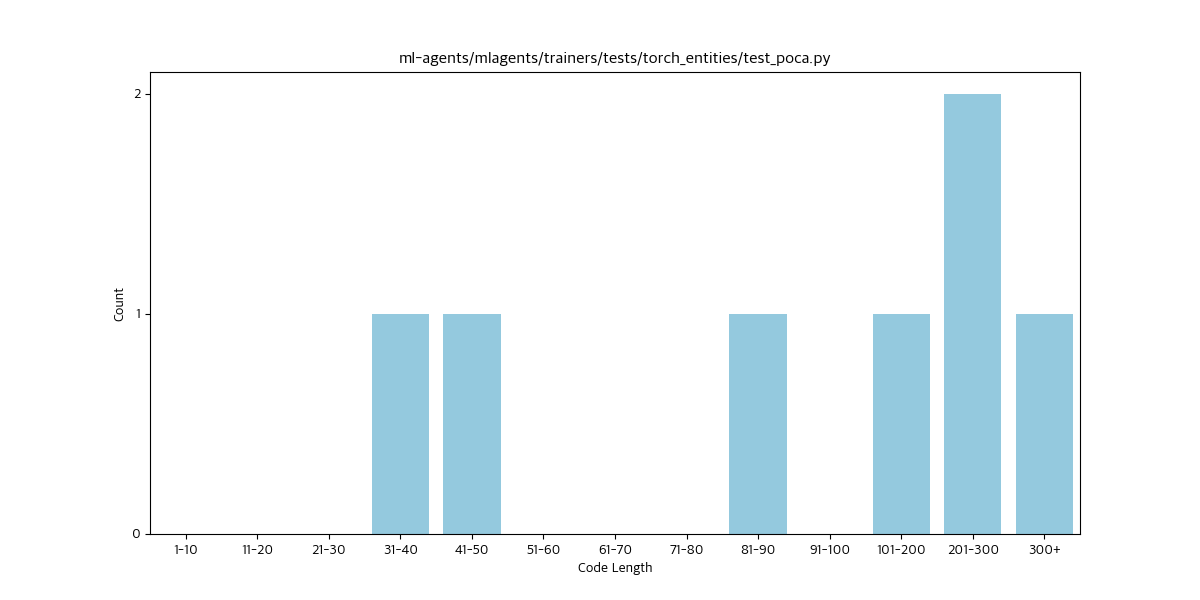 ml-agents/mlagents/trainers/tests/torch_entities/test_poca.py
Count
2
1
0
1-10 11-20 21-30 31-40 41-50 51-60 61-70 71-80 81-90 91-100 101-200 201-300 300+
Code Length